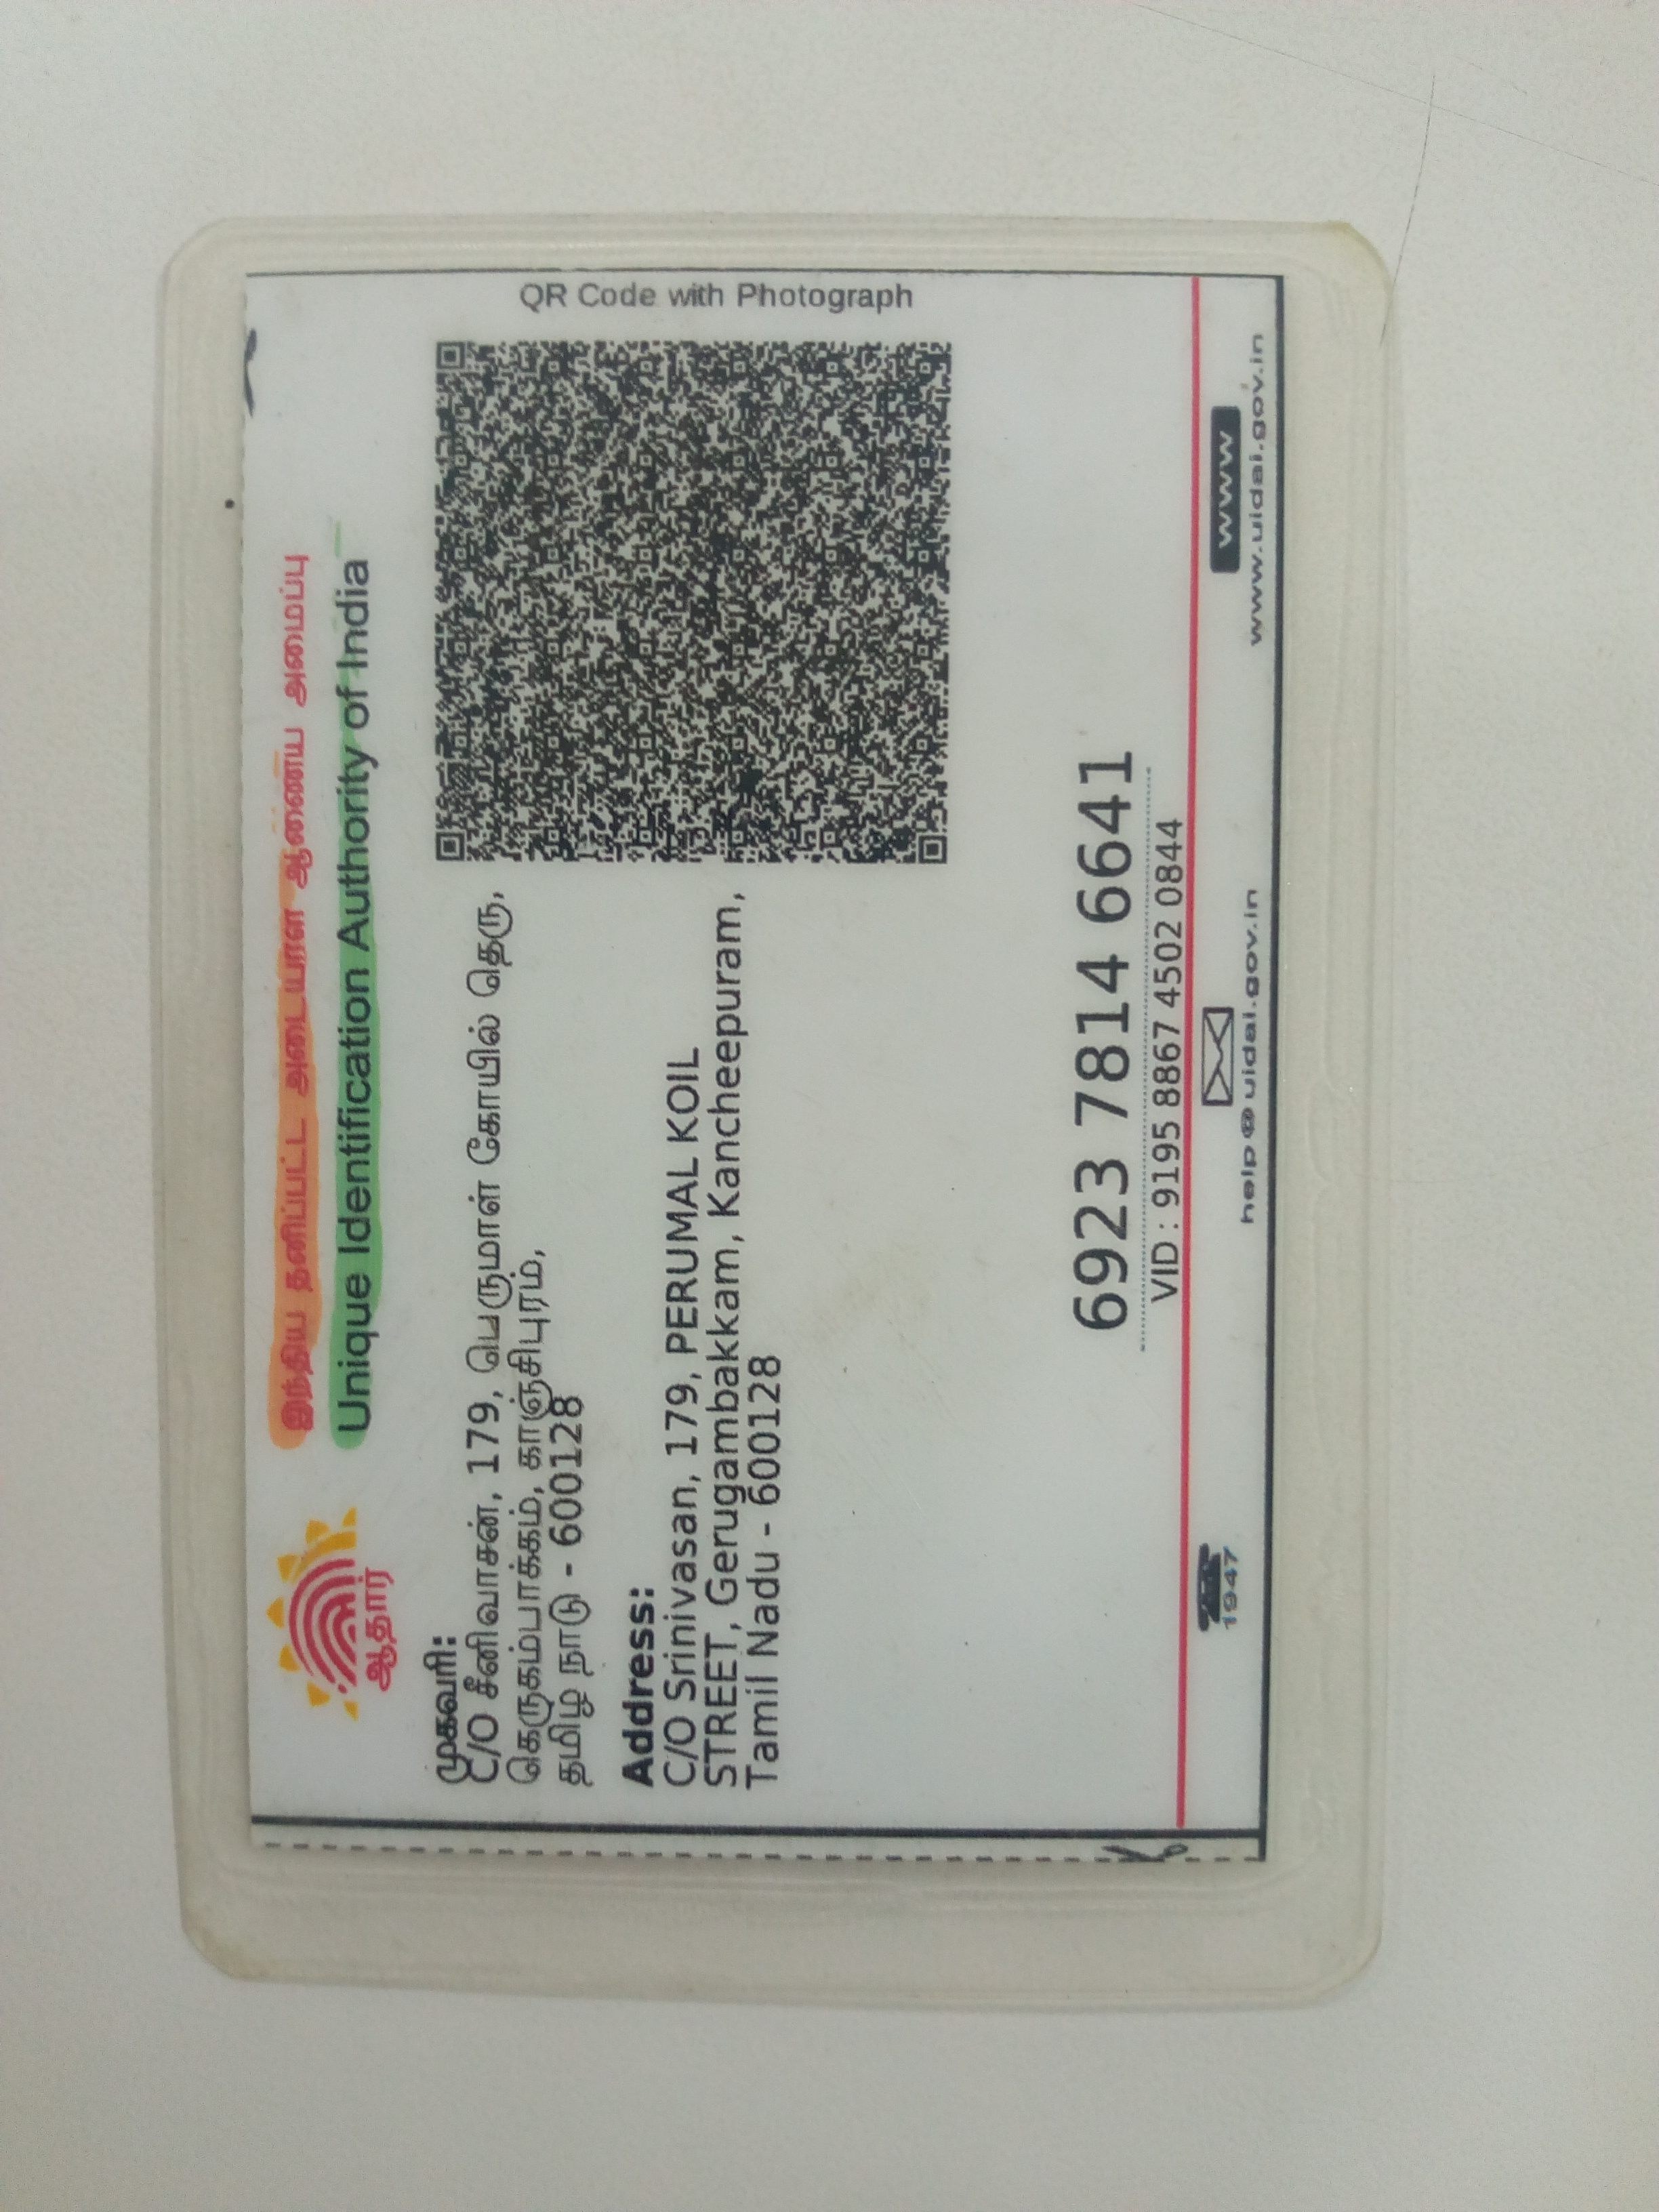 இந்திய தனிப்பட்ட அடையாள ஆணைய அமைப்பு
Unique Identification Authority of India
ஆதார்
முகவரி:
C/O சீனிவாசன், 179, பெருமாள் கோயில் தெரு,
கெருகம்பாக்கம், காஞ்சிபுரம்,
தமிழ் நாடு - 600128
Address:
C/O Srinivasan, 179, PERUMAL KOIL
STREET, Gerugambakkam, Kancheepuram,
Tamil Nadu - 600128
QR Code with Photograph
6923 7814 6641
VID : 9195 8867 4502 0844
1947
help@uidai.gov.in
www
www.uidai.gov.in